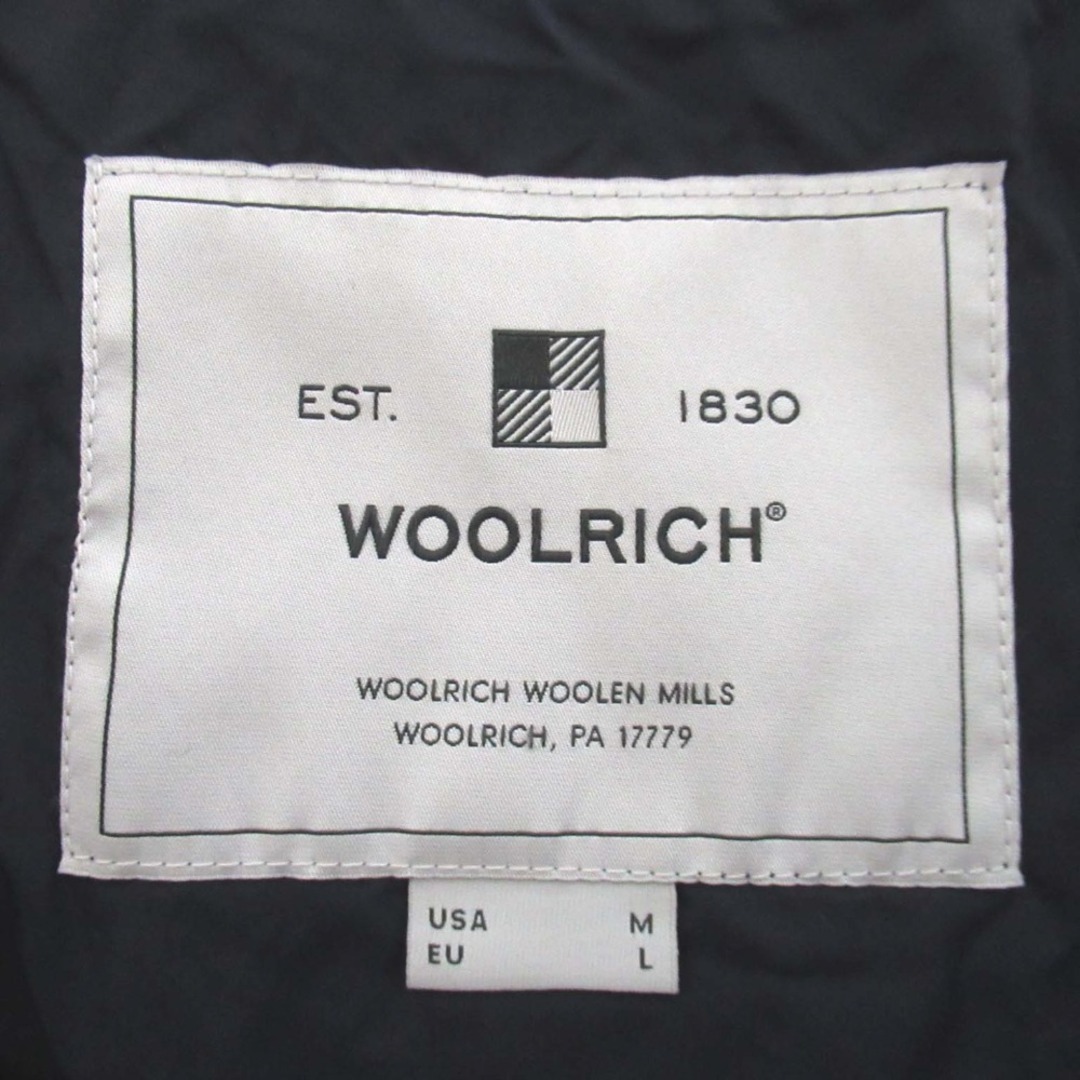 EST. 1830
WOOLRICH®
WOOLRICH WOOLEN MILLS
WOOLRICH, PA 17779
USA M
EU L